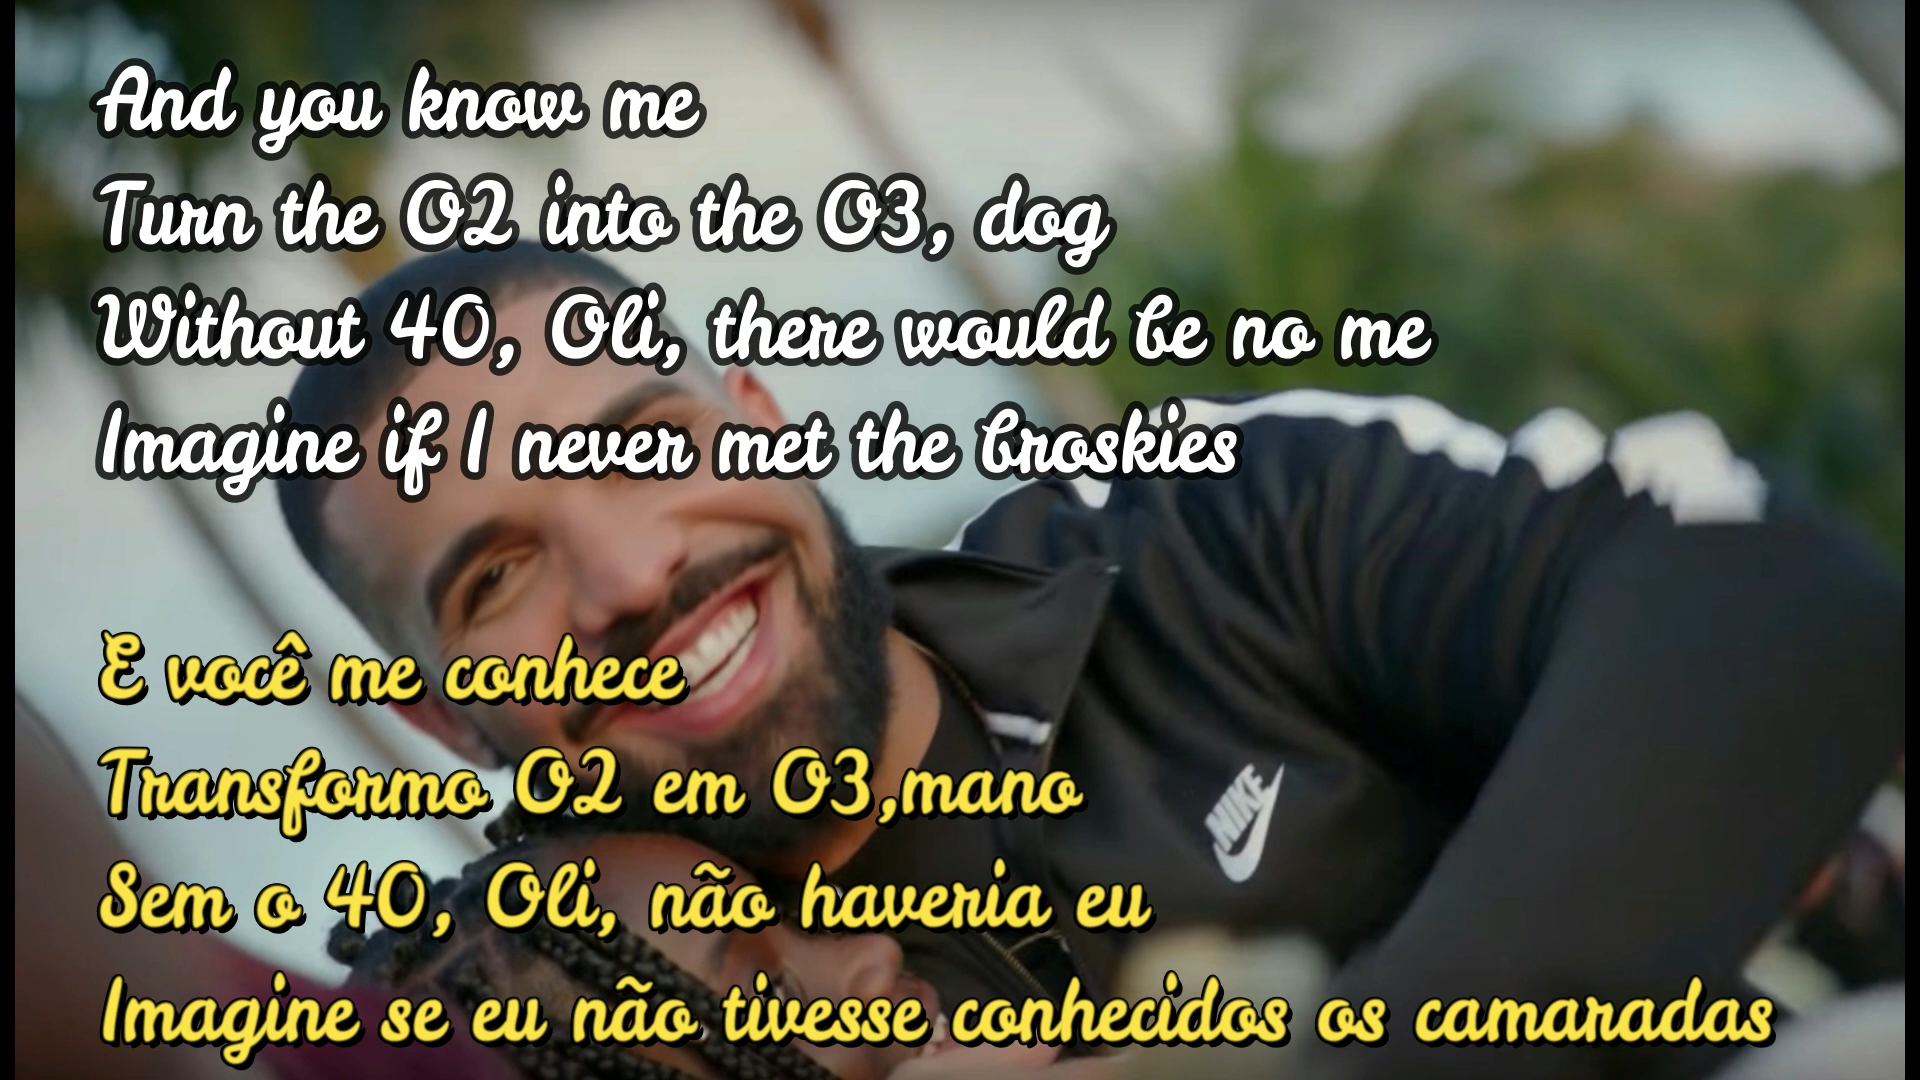 And you know me
Turn the O2 into the O3, dog
Without 40, Oli, there would be no me
Imagine if I never met the broskies
E você me conhece
Transformo O2 em O3,mano
Sem o 40, Oli, não haveria eu
Imagine se eu não tivesse conhecidos os camaradas
NIKE